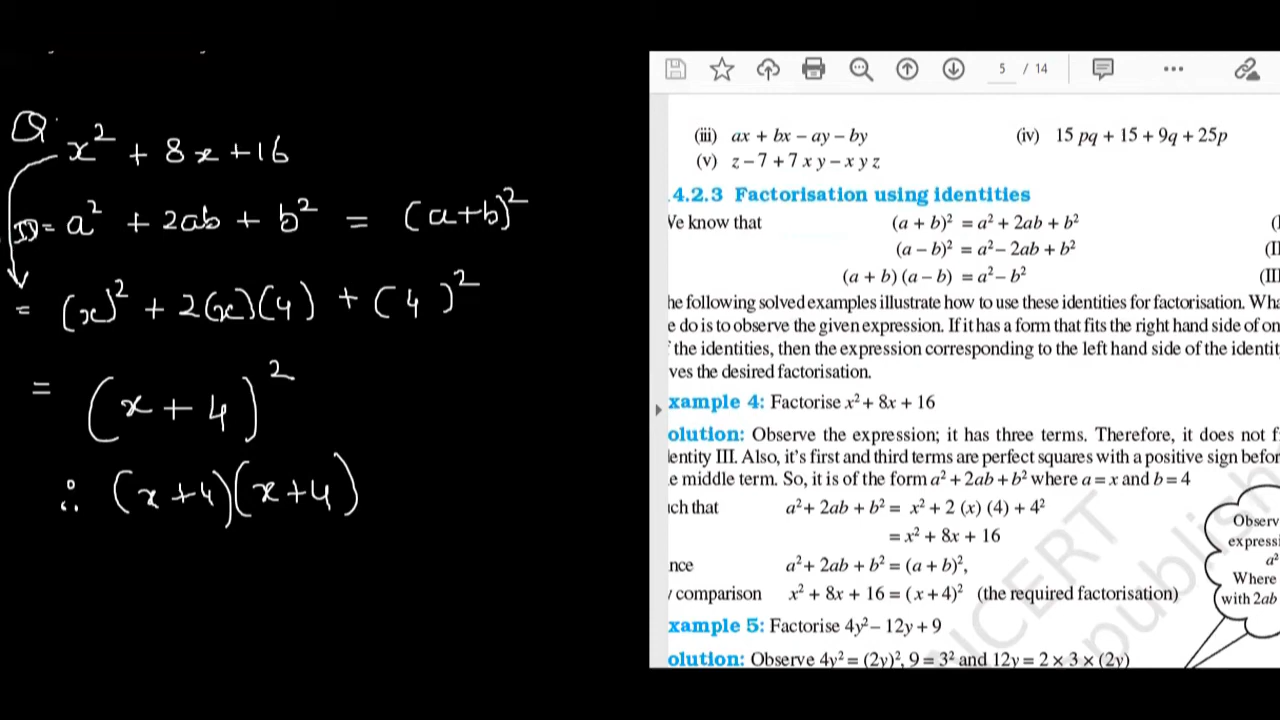 Q. x² + 8x + 16
ID = a² + 2ab + b² = (a+b)²
= (x)² + 2(x)(4) + (4)²
= (x + 4)²
∴ (x+4)(x+4)
5 / 14
(iii) ax + bx – ay – by (iv) 15 pq + 15 + 9q + 25p
(v) z – 7 + 7 x y – x y z
.4.2.3 Factorisation using identities
We know that (a + b)² = a² + 2ab + b² (I
(a – b)² = a² – 2ab + b² (II
(a + b) (a – b) = a² – b² (III
he following solved examples illustrate how to use these identities for factorisation. Wha
e do is to observe the given expression. If it has a form that fits the right hand side of on
f the identities, then the expression corresponding to the left hand side of the identit
ves the desired factorisation.
xample 4: Factorise x² + 8x + 16
olution: Observe the expression; it has three terms. Therefore, it does not f
lentity III. Also, it's first and third terms are perfect squares with a positive sign befor
e middle term. So, it is of the form a² + 2ab + b² where a = x and b = 4
uch that a² + 2ab + b² = x² + 2 (x) (4) + 4²
= x² + 8x + 16
nce a² + 2ab + b² = (a + b)²,
y comparison x² + 8x + 16 = (x + 4)² (the required factorisation)
xample 5: Factorise 4y² – 12y + 9
olution: Observe 4y² = (2y)², 9 = 3² and 12y = 2 × 3 × (2y)
Observ
expressi
a²
Where
with 2ab
NCERT
publish